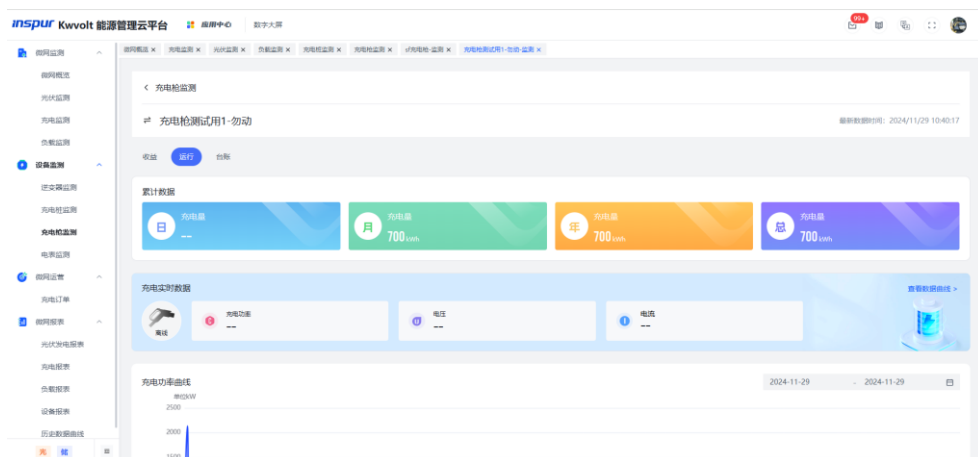 inspur Kwvolt 能源管理云平台 应用中心 数字大屏 99+
微网监测
微网概览
光伏监测
充电监测
负载监测
设备监测
逆变器监测
充电桩监测
充电枪监测
电表监测
微网运营
充电订单
微网报表
光伏发电报表
充电报表
负载报表
设备报表
历史数据曲线
光 储
微网概览 × 充电监测 × 光伏监测 × 负载监测 × 充电桩监测 × 充电枪监测 × sf充电枪-监测 × 充电枪测试用1-勿动-监测 ×
< 充电枪监测
充电枪测试用1-勿动 最新数据时间：2024/11/29 10:40:17
收益 运行 台账
累计数据
日 充电量 --
月 充电量 700 kWh
年 充电量 700 kWh
总 充电量 700 kWh
充电实时数据 查看数据曲线 >
离线
充电功率 --
电压 --
电流 --
充电功率曲线 2024-11-29 - 2024-11-29
单位kW
2500
2000
1500